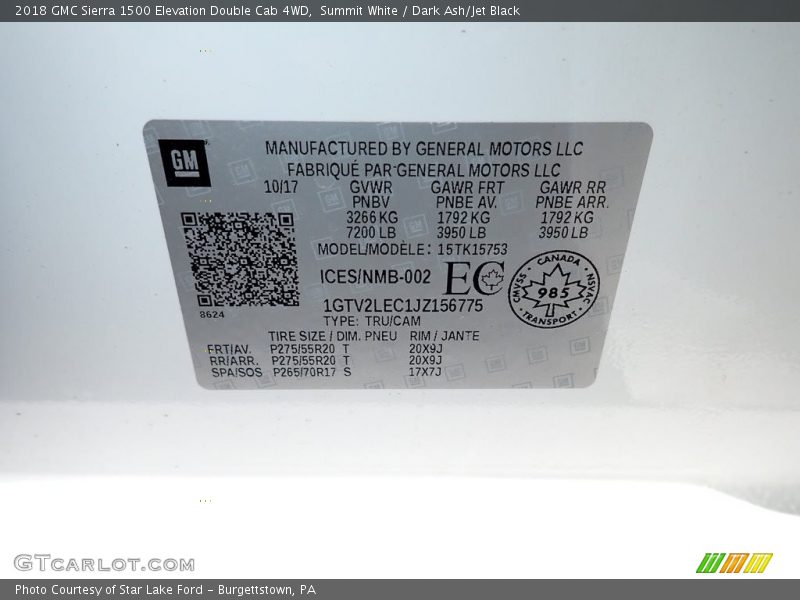 2018 GMC Sierra 1500 Elevation Double Cab 4WD, Summit White / Dark Ash/Jet Black
GM
MANUFACTURED BY GENERAL MOTORS LLC
FABRIQUÉ PAR GENERAL MOTORS LLC
10/17 GVWR GAWR FRT GAWR RR
PNBV PNBE AV. PNBE ARR.
3266 KG 1792 KG 1792 KG
7200 LB 3950 LB 3950 LB
MODEL/MODÈLE: 15TK15753
ICES/NMB-002 EC
CANADA
CMVSS 985 NSVAC
TRANSPORT
8624
1GTV2LEC1JZ156775
TYPE: TRU/CAM
TIRE SIZE / DIM. PNEU RIM / JANTE
FRT/AV. P275/55R20 T 20X9J
RR/ARR. P275/55R20 T 20X9J
SPA/SOS P265/70R17 S 17X7J
GTCARLOT.COM
Photo Courtesy of Star Lake Ford - Burgettstown, PA